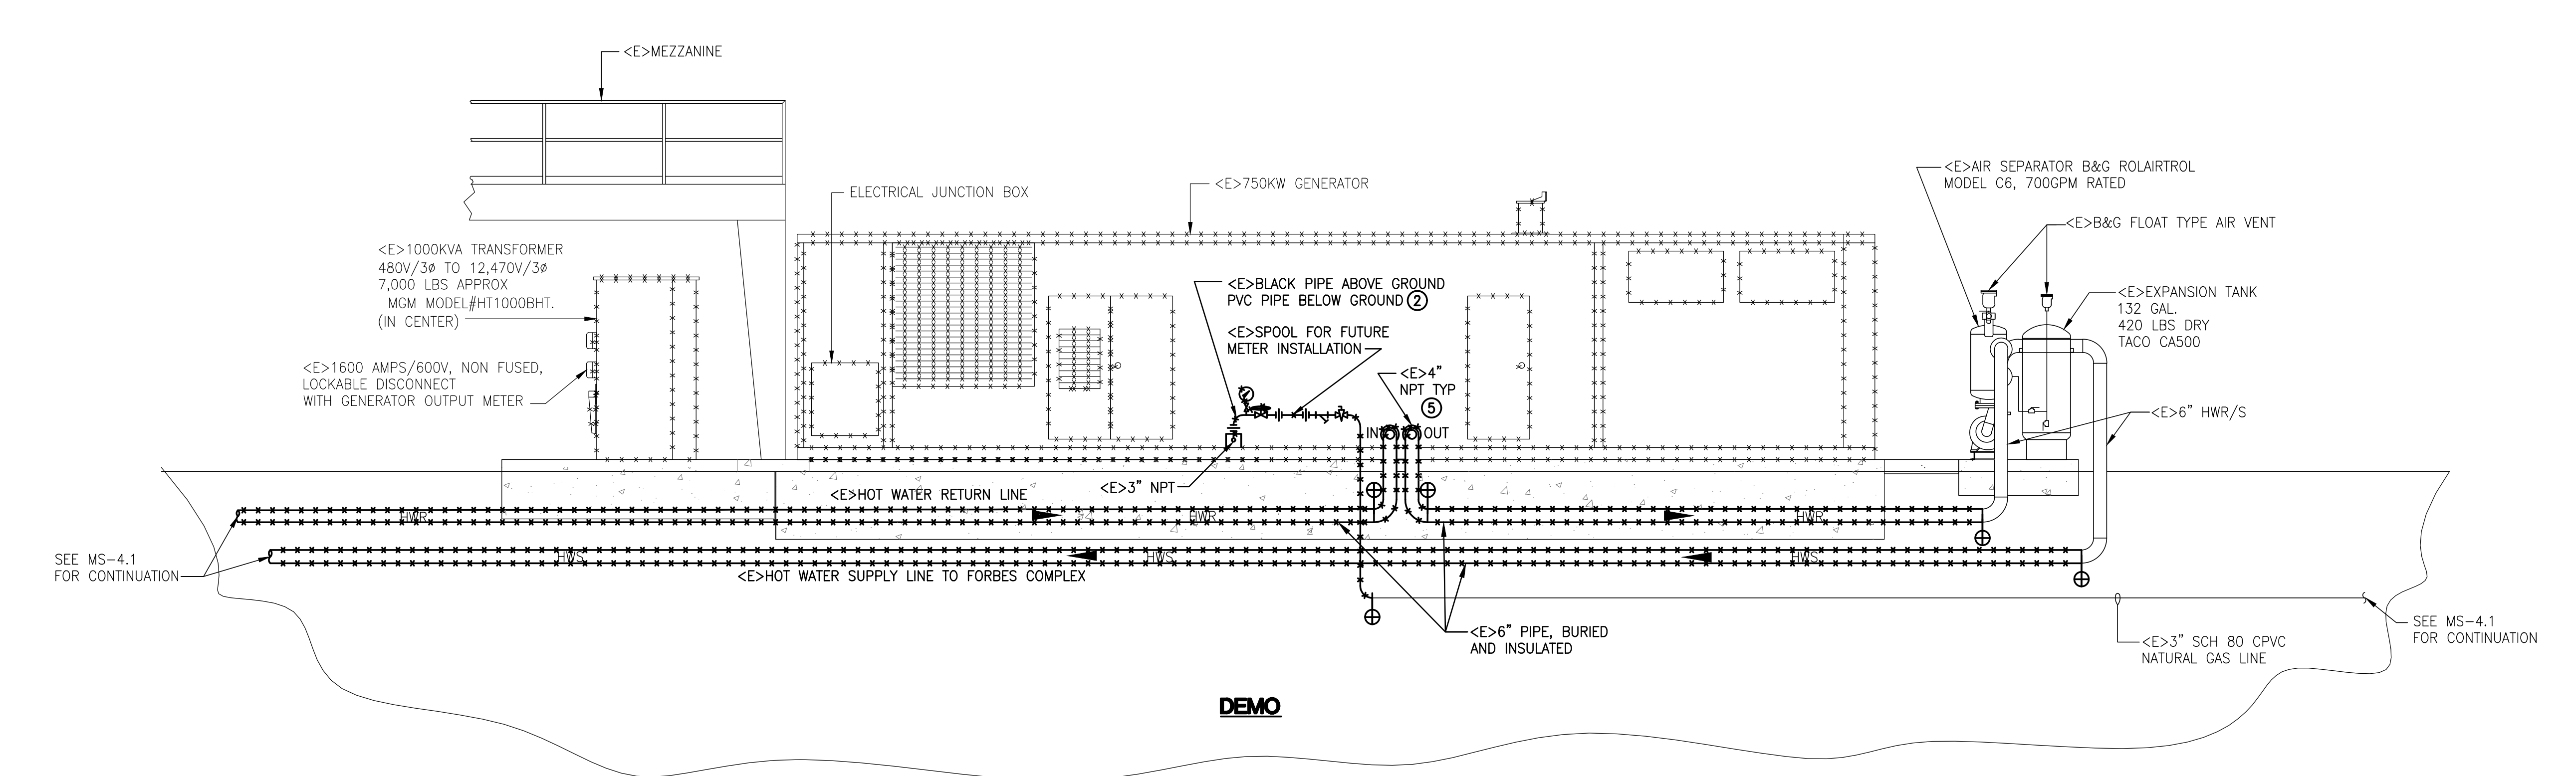 <E>MEZZANINE
ELECTRICAL JUNCTION BOX
<E>750KW GENERATOR
<E>AIR SEPARATOR B&G ROLAIRTROL
MODEL C6, 700GPM RATED
<E>B&G FLOAT TYPE AIR VENT
<E>1000KVA TRANSFORMER
480V/3ø TO 12,470V/3ø
7,000 LBS APPROX
MGM MODEL#HT1000BHT.
(IN CENTER)
<E>BLACK PIPE ABOVE GROUND
PVC PIPE BELOW GROUND 2
<E>SPOOL FOR FUTURE
METER INSTALLATION
<E>EXPANSION TANK
132 GAL.
420 LBS DRY
TACO CA500
<E>1600 AMPS/600V, NON FUSED,
LOCKABLE DISCONNECT
WITH GENERATOR OUTPUT METER
<E>4"
NPT TYP
5
<E>6" HWR/S
IN
OUT
<E>3" NPT
<E>HOT WATER RETURN LINE
HWR
HWR
HWR
HWS
HWS
HWS
SEE MS-4.1
FOR CONTINUATION
<E>HOT WATER SUPPLY LINE TO FORBES COMPLEX
<E>6" PIPE, BURIED
AND INSULATED
<E>3" SCH 80 CPVC
NATURAL GAS LINE
SEE MS-4.1
FOR CONTINUATION
DEMO